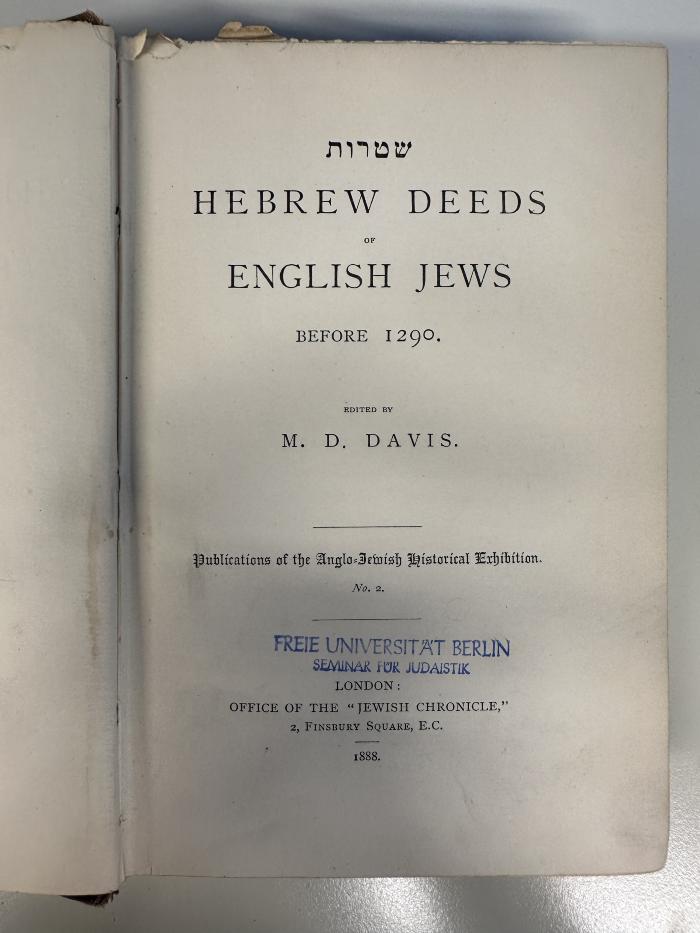 שטרות
HEBREW DEEDS
OF
ENGLISH JEWS
BEFORE 1290.
EDITED BY
M. D. DAVIS.
Publications of the Anglo-Jewish Historical Exhibition.
No. 2.
FREIE UNIVERSITÄT BERLIN
SEMINAR FÜR JUDAISTIK
LONDON:
OFFICE OF THE "JEWISH CHRONICLE,"
2, FINSBURY SQUARE, E.C.
1888.